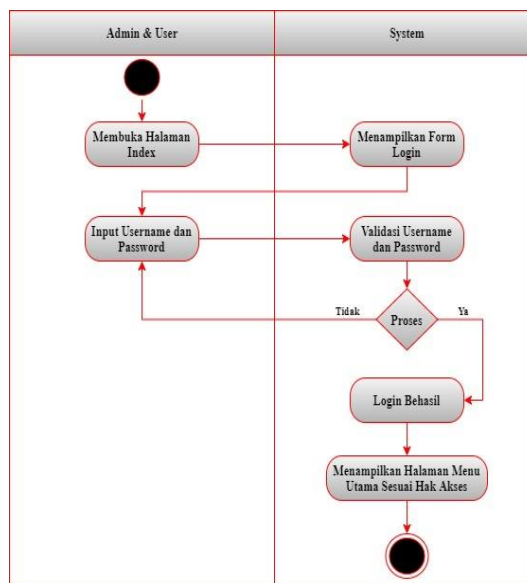 Admin & User
System
Membuka Halaman
Index
Menampilkan Form
Login
Input Username dan
Password
Validasi Username
dan Password
Tidak
Proses
Ya
Login Behasil
Menampilkan Halaman Menu
Utama Sesuai Hak Akses